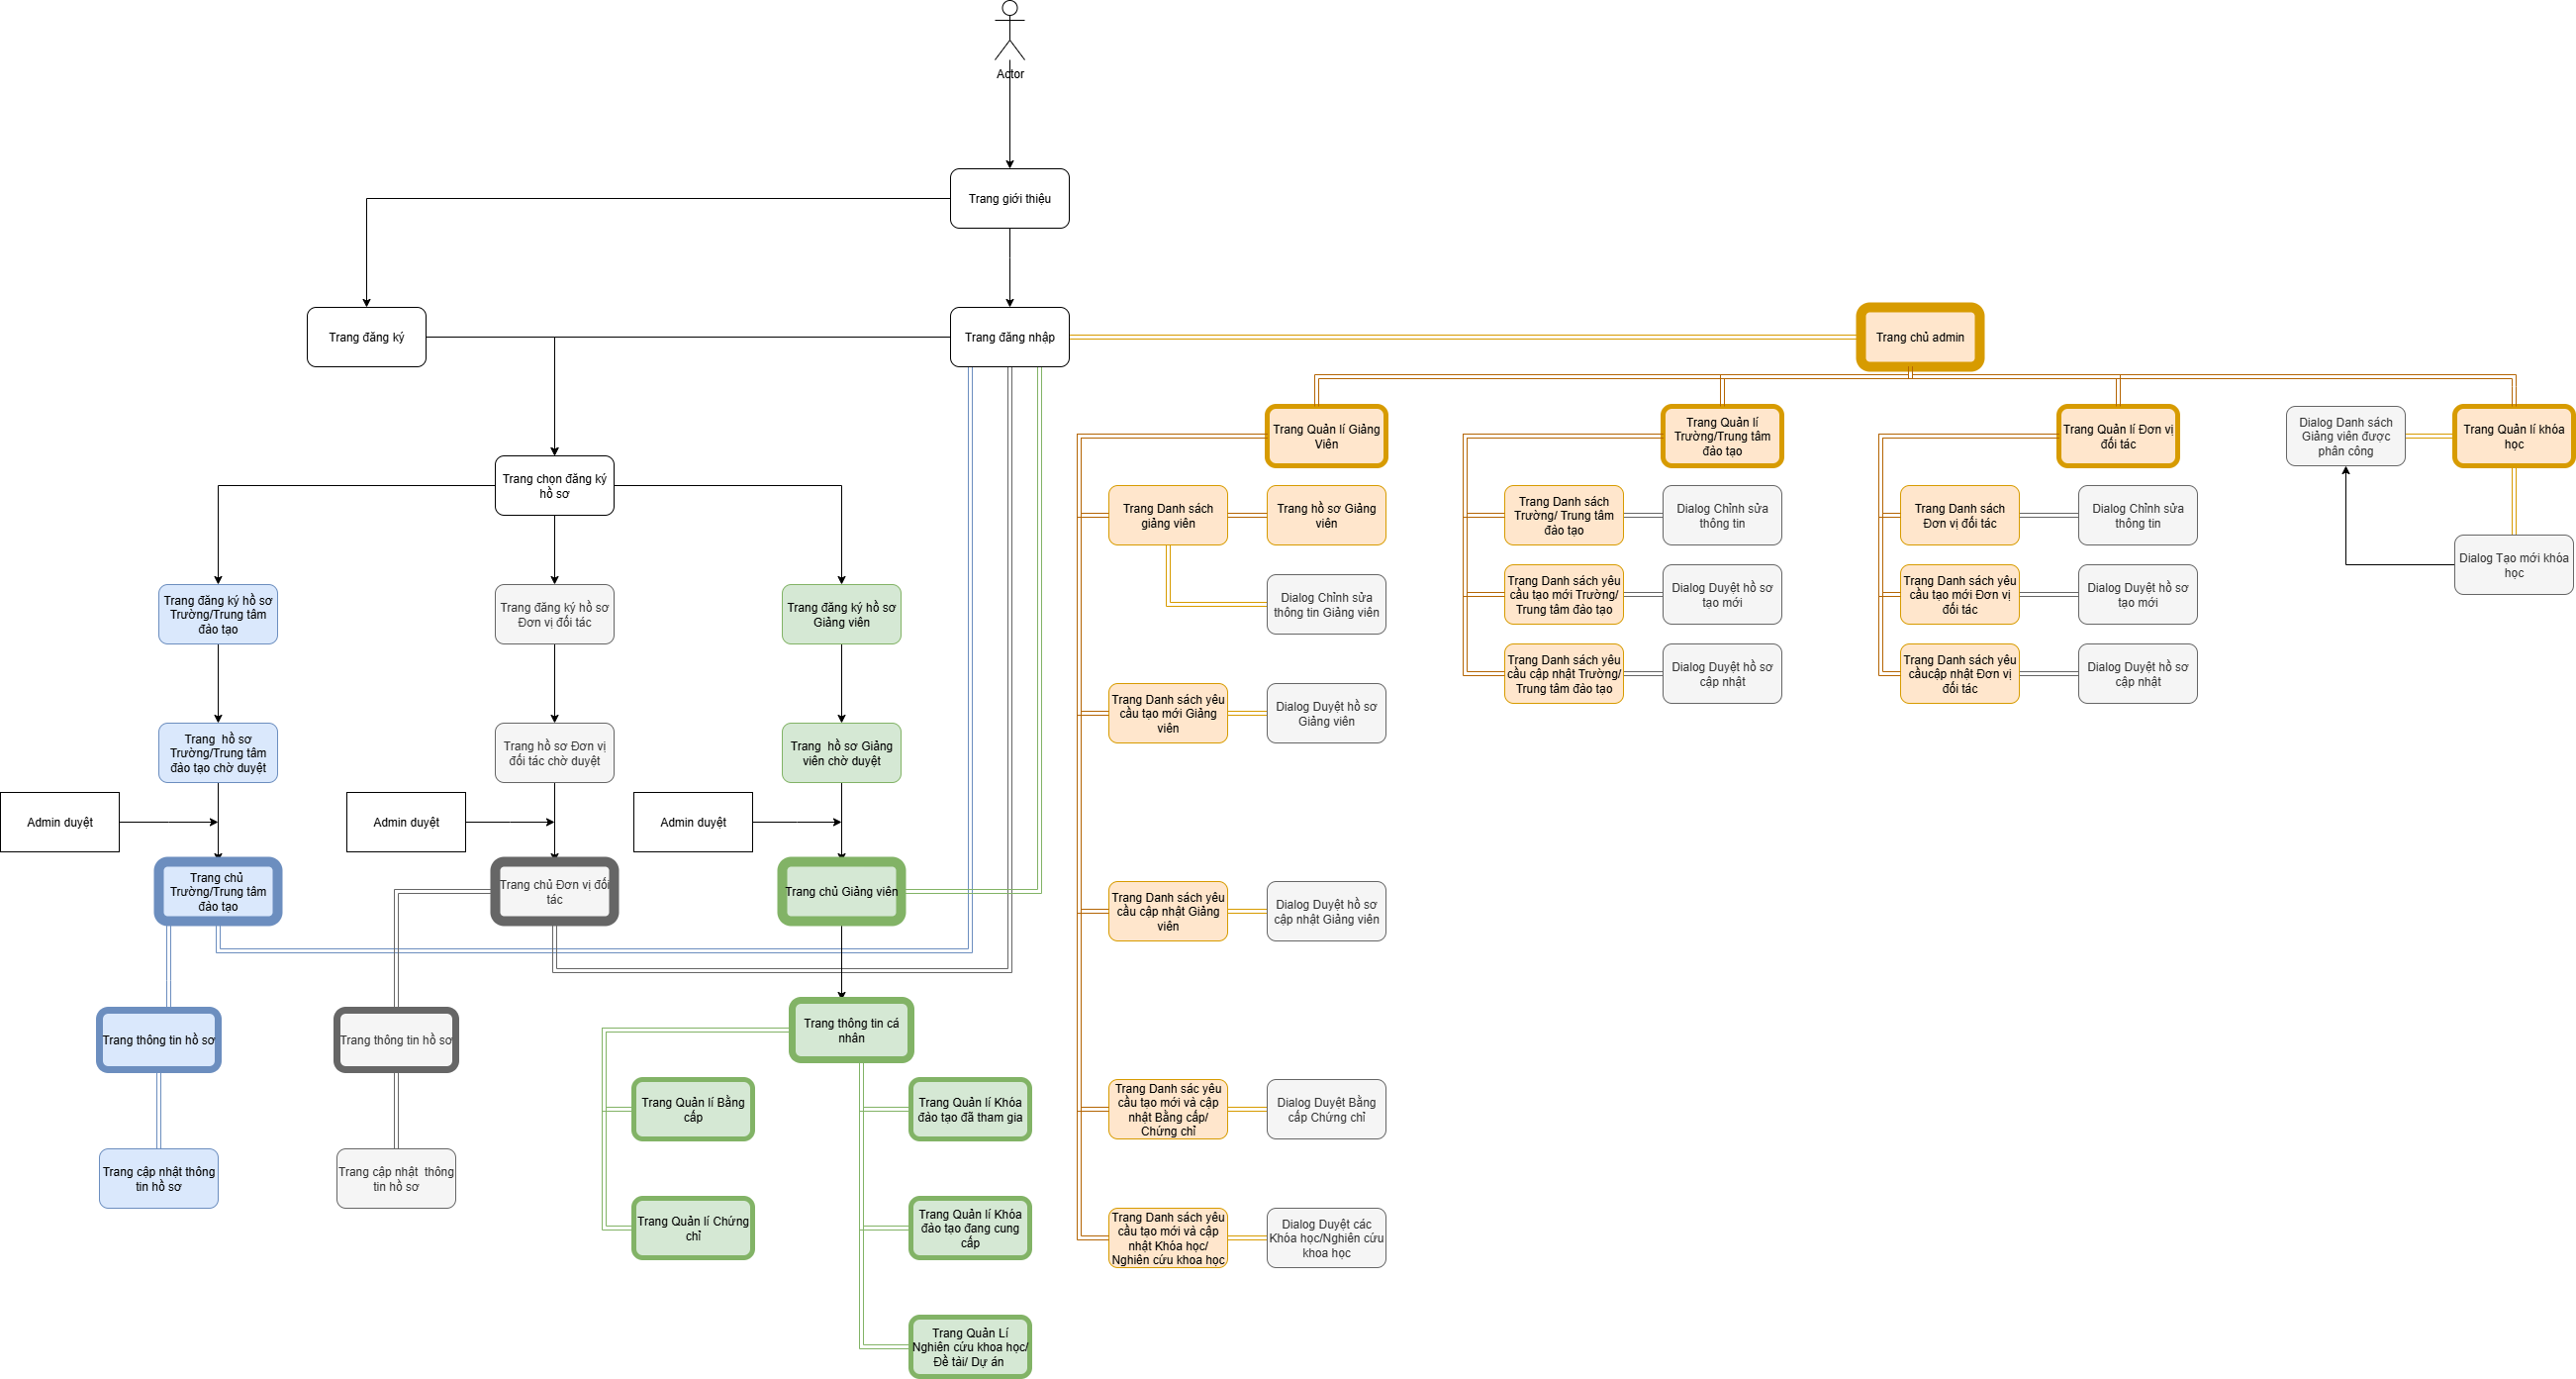 Actor
Trang giới thiệu
Trang đăng ký
Trang đăng nhập
Trang chủ admin
Trang Quản lí Giảng
Viên
Trang Quản lí
Trường/Trung tâm
đảo tạo
Trang Quản lí Đơn vị
đối tác
Dialog Danh sách
Giảng viên được
phân công
Trang Quản lí khóa
học
Trang chọn đăng ký
hồ sơ
Trang Danh sách
giảng viên
Trang hồ sơ Giảng
viên
Trang Danh sách
Trường/ Trung tâm
đảo tạo
Dialog Chỉnh sửa
thông tin
Trang Danh sách
Đơn vị đối tác
Dialog Chỉnh sửa
thông tin
Dialog Tạo mới khóa
học
Trang đăng ký hồ sơ
Trường/Trung tâm
đảo tạo
Trang đăng ký hồ sơ
Đơn vị đối tác
Trang đăng ký hồ sơ
Giảng viên
Dialog Chỉnh sửa
thông tin Giảng viên
Trang Danh sách yêu
cầu tạo mới Trường/
Trung tâm đảo tạo
Dialog Duyệt hồ sơ
tạo mới
Trang Danh sách yêu
cầu tạo mới Đơn vị
đối tác
Dialog Duyệt hồ sơ
tạo mới
Trang Danh sách yêu
cầu cập nhật Trường/
Trung tâm đảo tạo
Dialog Duyệt hồ sơ
cập nhật
Trang Danh sách yêu
cầucập nhật Đơn vị
đối tác
Dialog Duyệt hồ sơ
cập nhật
Trang Danh sách yêu
cầu tạo mới Giảng
viên
Dialog Duyệt hồ sơ
Giảng viên
Trang  hồ sơ
Trường/Trung tâm
đảo tạo chờ duyệt
Trang hồ sơ Đơn vị
đối tác chờ duyệt
Trang  hồ sơ Giảng
viên chờ duyệt
Admin duyệt
Admin duyệt
Admin duyệt
Trang chủ
Trường/Trung tâm
đảo tạo
Trang chủ Đơn vị đối
tác
Trang chủ Giảng viên
Trang Danh sách yêu
cầu cập nhật Giảng
viên
Dialog Duyệt hồ sơ
cập nhật Giảng viên
Trang thông tin hồ sơ
Trang thông tin hồ sơ
Trang thông tin cá
nhân
Trang Quản lí Bằng
cấp
Trang Quản lí Khóa
đảo tạo đã tham gia
Trang Danh sác yêu
cầu tạo mới và cập
nhật Bằng cấp/
Chứng chỉ
Dialog Duyệt Bằng
cấp Chứng chỉ
Trang cập nhật thông
tin hồ sơ
Trang cập nhật  thông
tin hồ sơ
Trang Quản lí Chứng
chỉ
Trang Quản lí Khóa
đảo tạo đang cung
cấp
Trang Danh sách yêu
cầu tạo mới và cập
nhật Khóa học/
Nghiên cứu khoa học
Dialog Duyệt các
Khóa học/Nghiên cứu
khoa học
Trang Quản Lí
Nghiên cứu khoa học/
Đề tài/ Dự án